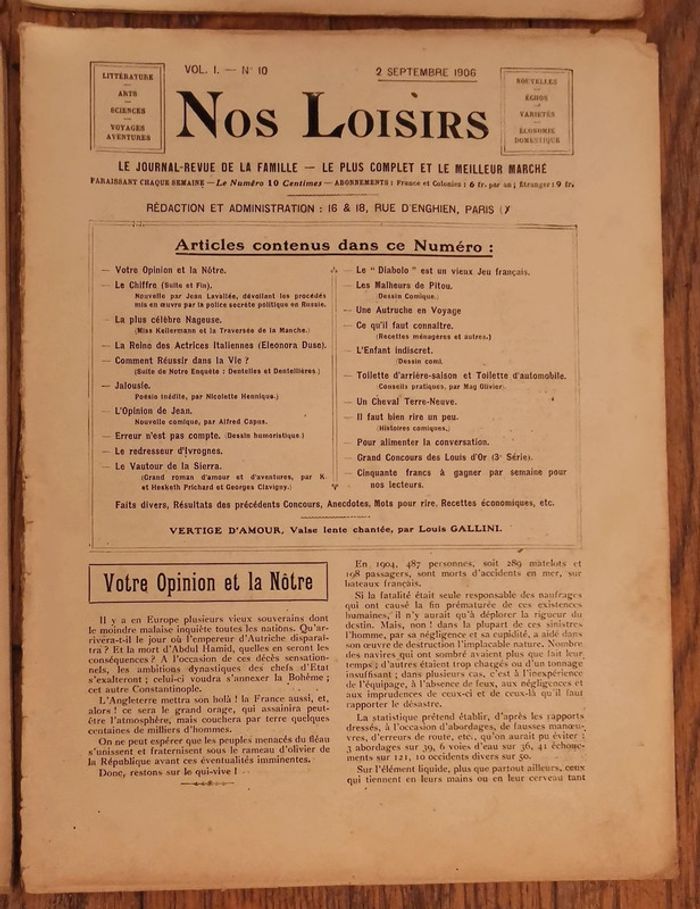 LITTÉRATURE
ARTS
SCIENCES
VOYAGES
AVENTURES
VOL. I. — N° 10
2 SEPTEMBRE 1906
NOUVELLES
ÉCHOS
VARIÉTÉS
ÉCONOMIE
DOMESTIQUE
NOS LOISIRS
LE JOURNAL-REVUE DE LA FAMILLE — LE PLUS COMPLET ET LE MEILLEUR MARCHÉ
PARAISSANT CHAQUE SEMAINE — Le Numéro 10 Centimes — ABONNEMENTS : France et Colonies : 6 fr. par an ; Étranger : 9 fr.
RÉDACTION ET ADMINISTRATION : 16 & 18, RUE D'ENGHIEN, PARIS
Articles contenus dans ce Numéro :
— Votre Opinion et la Nôtre.
— Le Chiffre (Suite et Fin).
Nouvelle par Jean Lavallée, dévoilant les procédés
mis en œuvre par la police secrète politique en Russie.
— La plus célèbre Nageuse.
(Miss Kellermann et la Traversée de la Manche.)
— La Reine des Actrices Italiennes (Eleonora Duse).
— Comment Réussir dans la Vie ?
(Suite de Notre Enquête : Dentelles et Dentellières.)
— Jalousie.
Poésie inédite, par Nicolette Hennique.)
— L'Opinion de Jean.
Nouvelle comique, par Alfred Capus.
— Erreur n'est pas compte. (Dessin humoristique.)
— Le redresseur d'Ivrognes.
— Le Vautour de la Sierra.
(Grand roman d'amour et d'aventures, par K
et Hesketh Prichard et Georges Clavigny.)
— Le " Diabolo " est un vieux Jeu français.
— Les Malheurs de Pitou.
(Dessin Comique.)
— Une Autruche en Voyage
— Ce qu'il faut connaître.
(Recettes ménagères et autres.)
— L'Enfant indiscret.
(Dessin comi.
— Toilette d'arrière-saison et Toilette d'automobile.
Conseils pratiques, par Mag Olivier).
— Un Cheval Terre-Neuve.
— Il faut bien rire un peu.
(Histoires comiques.)
— Pour alimenter la conversation.
— Grand Concours des Louis d'Or (3e Série).
— Cinquante francs à gagner par semaine pour
nos lecteurs.
Faits divers, Résultats des précédents Concours, Anecdotes, Mots pour rire, Recettes économiques, etc.
VERTIGE D'AMOUR, Valse lente chantée, par Louis GALLINI.
Votre Opinion et la Nôtre
Il y a en Europe plusieurs vieux souverains dont
le moindre malaise inquiète toutes les nations. Qu'ar-
rivera-t-il le jour où l'empereur d'Autriche disparaî-
tra ? Et la mort d'Abdul Hamid, quelles en seront les
conséquences ? A l'occasion de ces décès sensation-
nels, les ambitions dynastiques des chefs d'Etat
s'exalteront ; celui-ci voudra s'annexer la Bohême ;
cet autre Constantinople.
L'Angleterre mettra son holà ! la France aussi, et,
alors ! ce sera le grand orage, qui assainira peut-
être l'atmosphère, mais couchera par terre quelques
centaines de milliers d'hommes.
On ne peut espérer que les peuples menacés du fléau
s'unissent et fraternisent sous le rameau d'olivier de
la République avant ces éventualités imminentes.
Donc, restons sur le qui-vive !
En 1904, 487 personnes, soit 289 matelots et
198 passagers, sont morts d'accidents en mer, sur
bateaux français.
Si la fatalité était seule responsable des naufrages
qui ont causé la fin prématurée de ces existences
humaines, il n'y aurait qu'à déplorer la rigueur du
destin. Mais, non ! dans la plupart de ces sinistres
l'homme, par sa négligence et sa cupidité, a aidé dans
son œuvre de destruction l'implacable nature. Nombre
des navires qui ont sombré avaient plus que fait leur
temps ; d'autres étaient trop chargés ou d'un tonnage
insuffisant ; dans plusieurs cas, c'est à l'inexpérience
de l'équipage, à l'absence de feux, aux négligences et
aux imprudences de ceux-ci et de ceux-là qu'il faut
rapporter le désastre.
La statistique prétend établir, d'après les rapports
dressés, à l'occasion d'abordages, de fausses manœu-
vres, d'erreurs de route, etc., qu'on aurait pu éviter :
3 abordages sur 39, 6 voies d'eau sur 36, 41 échoue-
ments sur 121, 10 occidents divers sur 50.
Sur l'élément liquide, plus que partout ailleurs, ceux
qui tiennent en leurs mains ou en leur cerveau tant